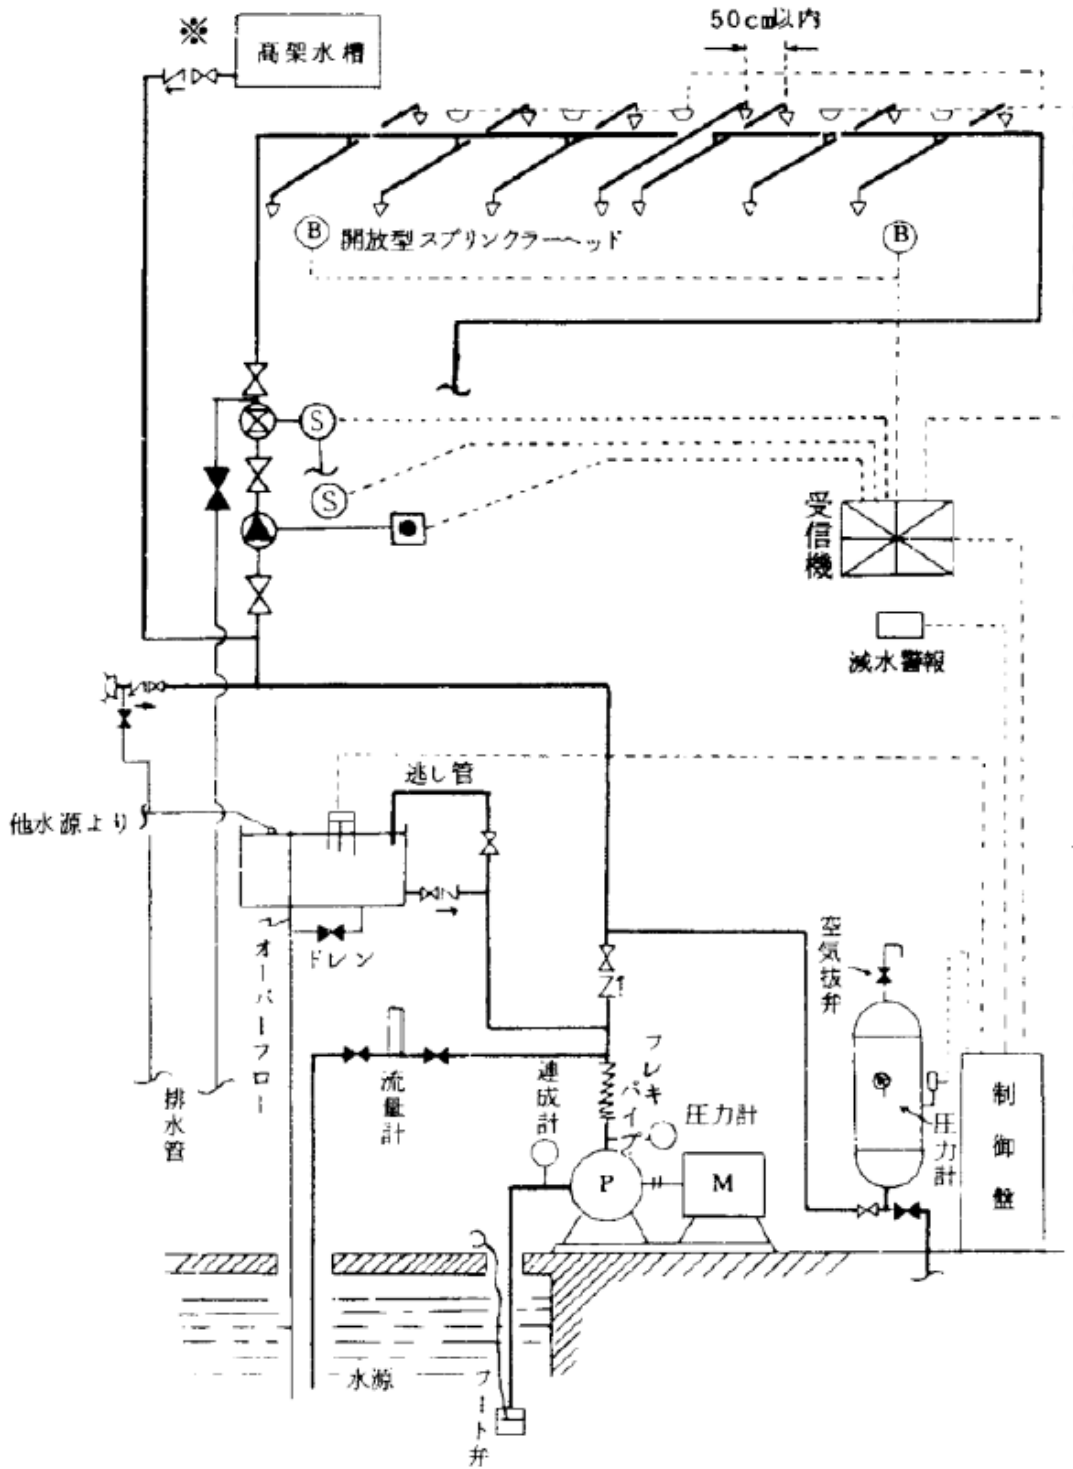 ※
高架水槽
50cm以内
B
開放型スプリンクラーヘッド
B
S
S
受信機
減水警報
逃し管
他水源より
ドレン
オーバーフロー
空気抜弁
流量計
連成計
フレキ
パイプ
圧力計
圧力計
制御盤
排水管
P
M
水源
フート弁